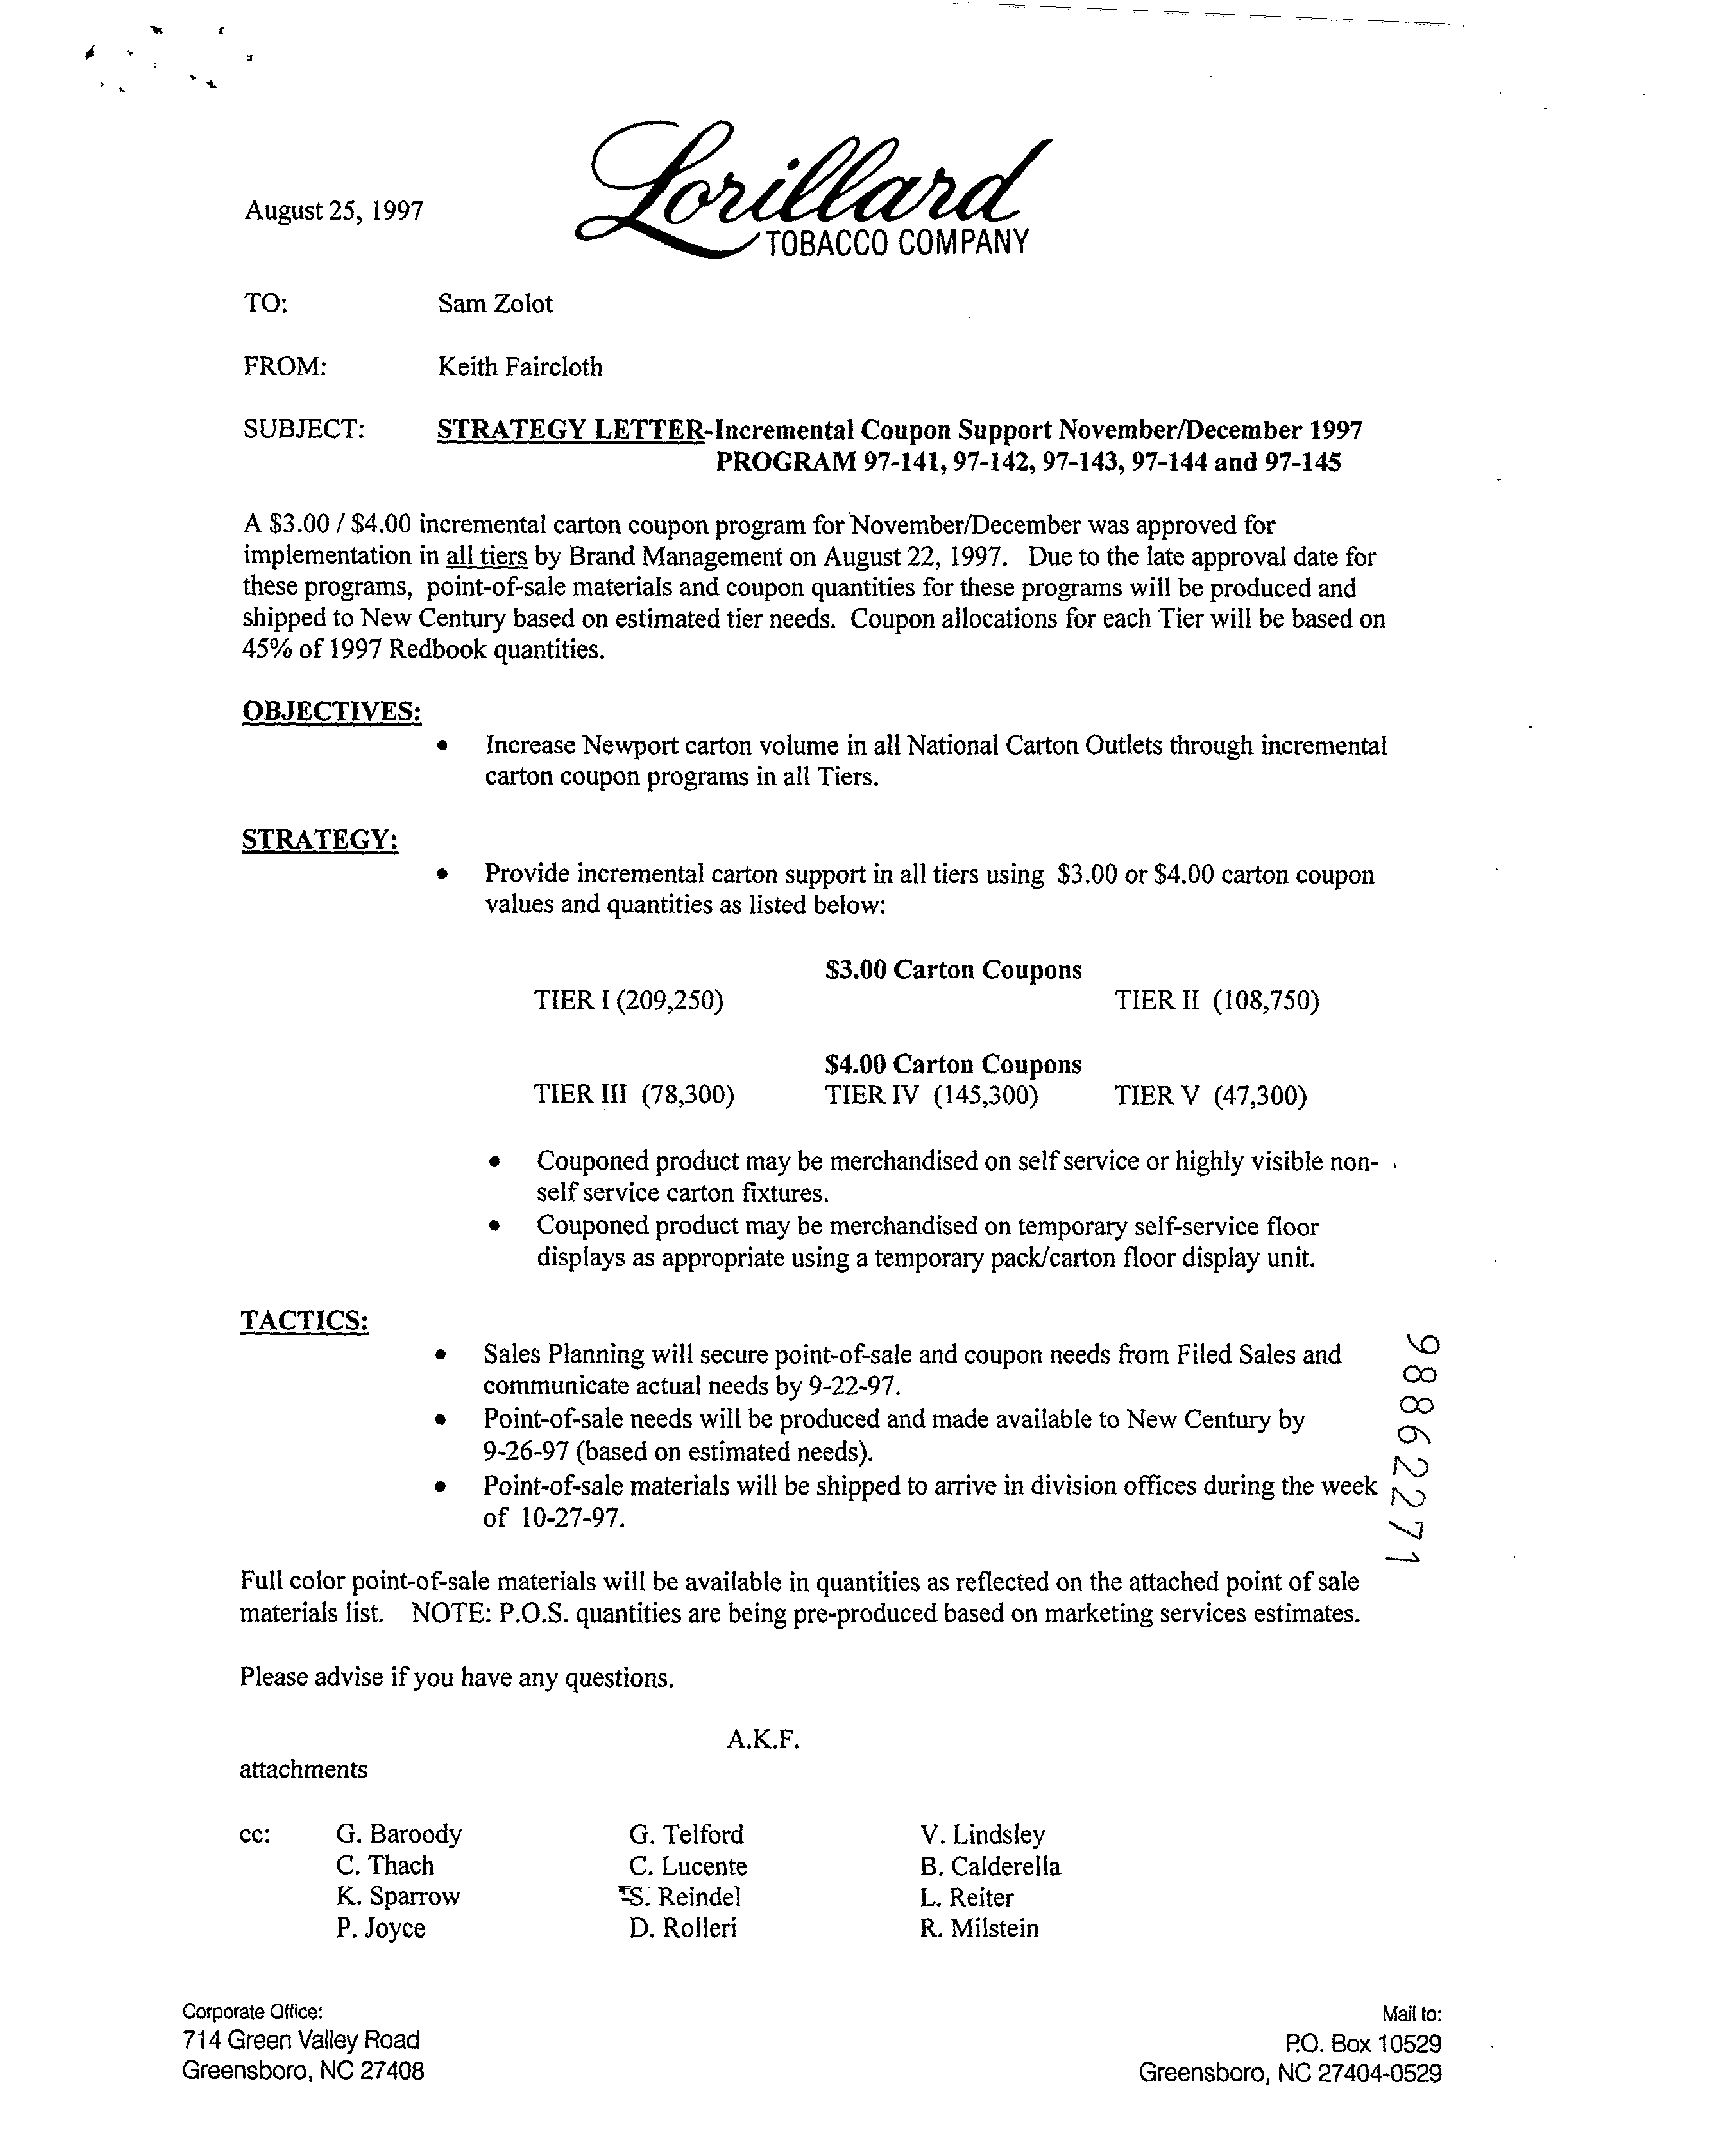 Lorillard
TOBACCO COMPANY
August 25, 1997
TO: Sam Zolot
FROM: Keith Faircloth
SUBJECT: STRATEGY LETTER-Incremental Coupon Support November/December 1997
PROGRAM 97-141, 97-142, 97-143, 97-144 and 97-145
A $3.00 / $4.00 incremental carton coupon program for November/December was approved for
implementation in all tiers by Brand Management on August 22, 1997. Due to the late approval date for
these programs, point-of-sale materials and coupon quantities for these programs will be produced and
shipped to New Century based on estimated tier needs. Coupon allocations for each Tier will be based on
45% of 1997 Redbook quantities.
OBJECTIVES:
• Increase Newport carton volume in all National Carton Outlets through incremental
carton coupon programs in all Tiers.
STRATEGY:
• Provide incremental carton support in all tiers using $3.00 or $4.00 carton coupon
values and quantities as listed below:
$3.00 Carton Coupons
TIER I (209,250) TIER II (108,750)
$4.00 Carton Coupons
TIER III (78,300) TIER IV (145,300) TIER V (47,300)
• Couponed product may be merchandised on self service or highly visible non-
self service carton fixtures.
• Couponed product may be merchandised on temporary self-service floor
displays as appropriate using a temporary pack/carton floor display unit.
TACTICS:
• Sales Planning will secure point-of-sale and coupon needs from Filed Sales and
communicate actual needs by 9-22-97.
• Point-of-sale needs will be produced and made available to New Century by
9-26-97 (based on estimated needs).
• Point-of-sale materials will be shipped to arrive in division offices during the week
of 10-27-97.
98862271
Full color point-of-sale materials will be available in quantities as reflected on the attached point of sale
materials list. NOTE: P.O.S. quantities are being pre-produced based on marketing services estimates.
Please advise if you have any questions.
A.K.F.
attachments
cc: G. Baroody G. Telford V. Lindsley
C. Thach C. Lucente B. Calderella
K. Sparrow S. Reindel L. Reiter
P. Joyce D. Rolleri R. Milstein
Corporate Office:
714 Green Valley Road
Greensboro, NC 27408
Mail to:
P.O. Box 10529
Greensboro, NC 27404-0529